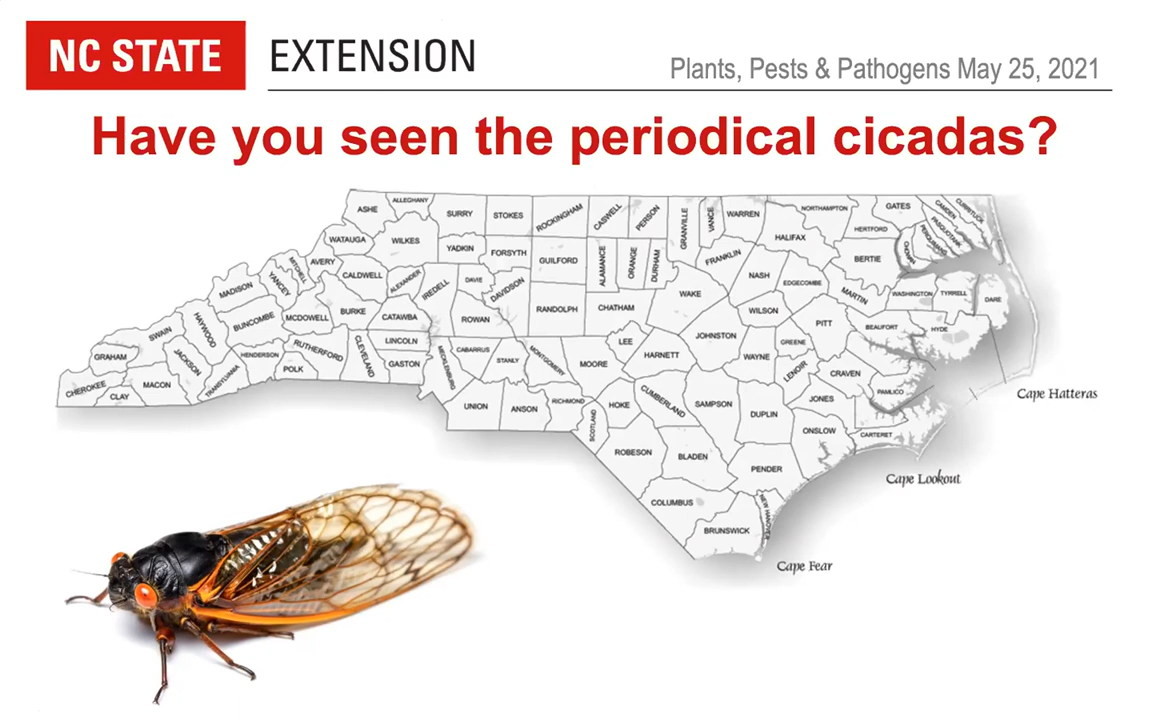 NC STATE EXTENSION
Plants, Pests & Pathogens May 25, 2021
Have you seen the periodical cicadas?
ASHE
ALLEGHANY
SURRY
STOKES
ROCKINGHAM
CASWELL
PERSON
GRANVILLE
VANCE
WARREN
NORTHAMPTON
GATES
CAMDEN
CURRITUCK
PASQUOTANK
PERQUIMANS
CHOWAN
HERTFORD
HALIFAX
BERTIE
WATAUGA
WILKES
YADKIN
FORSYTH
GUILFORD
ALAMANCE
ORANGE
DURHAM
FRANKLIN
NASH
EDGECOMBE
MARTIN
WASHINGTON
TYRRELL
DARE
MITCHELL
AVERY
CALDWELL
ALEXANDER
IREDELL
DAVIE
DAVIDSON
RANDOLPH
CHATHAM
WAKE
WILSON
PITT
BEAUFORT
HYDE
MADISON
YANCEY
BURKE
CATAWBA
ROWAN
SWAIN
HAYWOOD
BUNCOMBE
MCDOWELL
RUTHERFORD
CLEVELAND
LINCOLN
GASTON
MECKLENBURG
CABARRUS
STANLY
MONTGOMERY
MOORE
LEE
HARNETT
JOHNSTON
WAYNE
GREENE
LENOIR
CRAVEN
PAMLICO
GRAHAM
JACKSON
HENDERSON
POLK
TRANSYLVANIA
CHEROKEE
CLAY
MACON
UNION
ANSON
RICHMOND
SCOTLAND
HOKE
CUMBERLAND
SAMPSON
DUPLIN
JONES
ONSLOW
CARTERET
ROBESON
BLADEN
PENDER
COLUMBUS
BRUNSWICK
NEW HANOVER
Cape Hatteras
Cape Lookout
Cape Fear